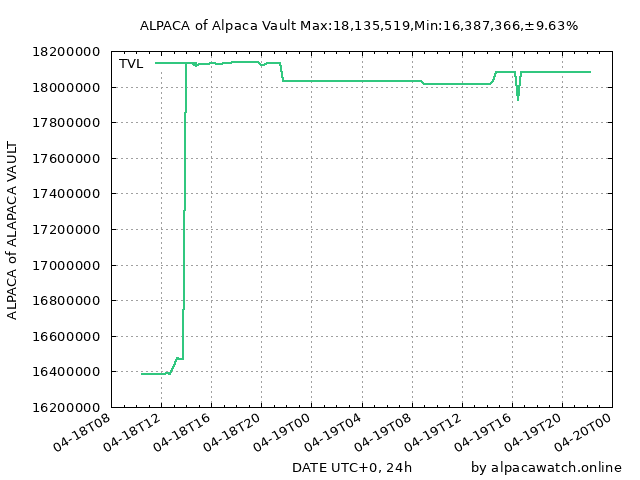 ALPACA of Alpaca Vault Max:18,135,519,Min:16,387,366,±9.63%
18200000
TVL
18000000
17800000
17600000
17400000
17200000
17000000
16800000
16600000
16400000
16200000
ALPACA of ALAPACA VAULT
04-18T08
04-18T12
04-18T16
04-18T20
04-19T00
04-19T04
04-19T08
04-19T12
04-19T16
04-19T20
04-20T00
DATE UTC+0, 24h
by alpacawatch.online